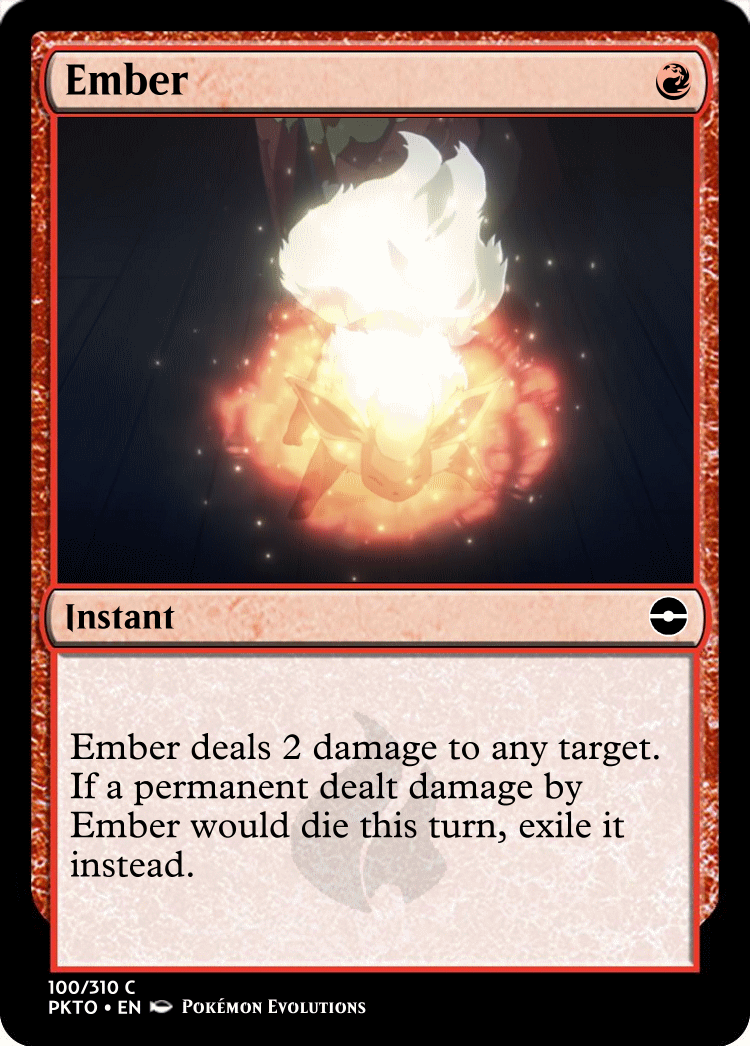 Ember
Instant
Ember deals 2 damage to any target.
If a permanent dealt damage by
Ember would die this turn, exile it
instead.
100/310 C
PKTO • EN Pokémon Evolutions